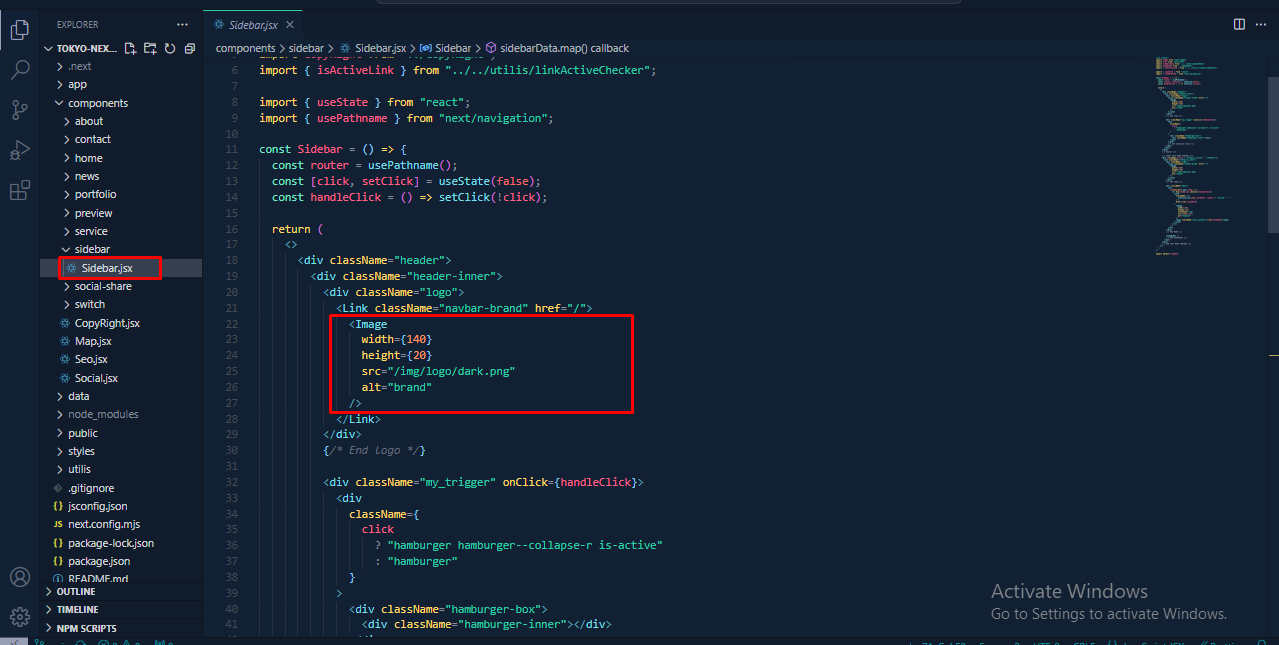 EXPLORER
TOKYO-NEX...
.next
app
components
about
contact
home
news
portfolio
preview
service
sidebar
Sidebar.jsx
social-share
switch
CopyRight.jsx
Map.jsx
Seo.jsx
Social.jsx
data
node_modules
public
styles
utilis
.gitignore
{} jsconfig.json
JS next.config.mjs
{} package-lock.json
{} package.json
README.md
OUTLINE
TIMELINE
NPM SCRIPTS
Sidebar.jsx
components > sidebar > Sidebar.jsx > Sidebar > sidebarData.map() callback
6 import { isActiveLink } from "../../utilis/linkActiveChecker";
7
8 import { useState } from "react";
9 import { usePathname } from "next/navigation";
10
11 const Sidebar = () => {
12 const router = usePathname();
13 const [click, setClick] = useState(false);
14 const handleClick = () => setClick(!click);
15
16 return (
17 <>
18 <div className="header">
19 <div className="header-inner">
20 <div className="logo">
21 <Link className="navbar-brand" href="/">
22 <Image
23 width={140}
24 height={20}
25 src="/img/logo/dark.png"
26 alt="brand"
27 />
28 </Link>
29 </div>
30 {/* End logo */}
31
32 <div className="my_trigger" onClick={handleClick}>
33 <div
34 className={
35 click
36 ? "hamburger hamburger--collapse-r is-active"
37 : "hamburger"
38 }
39 >
40 <div className="hamburger-box">
41 <div className="hamburger-inner"></div>
Activate Windows
Go to Settings to activate Windows.